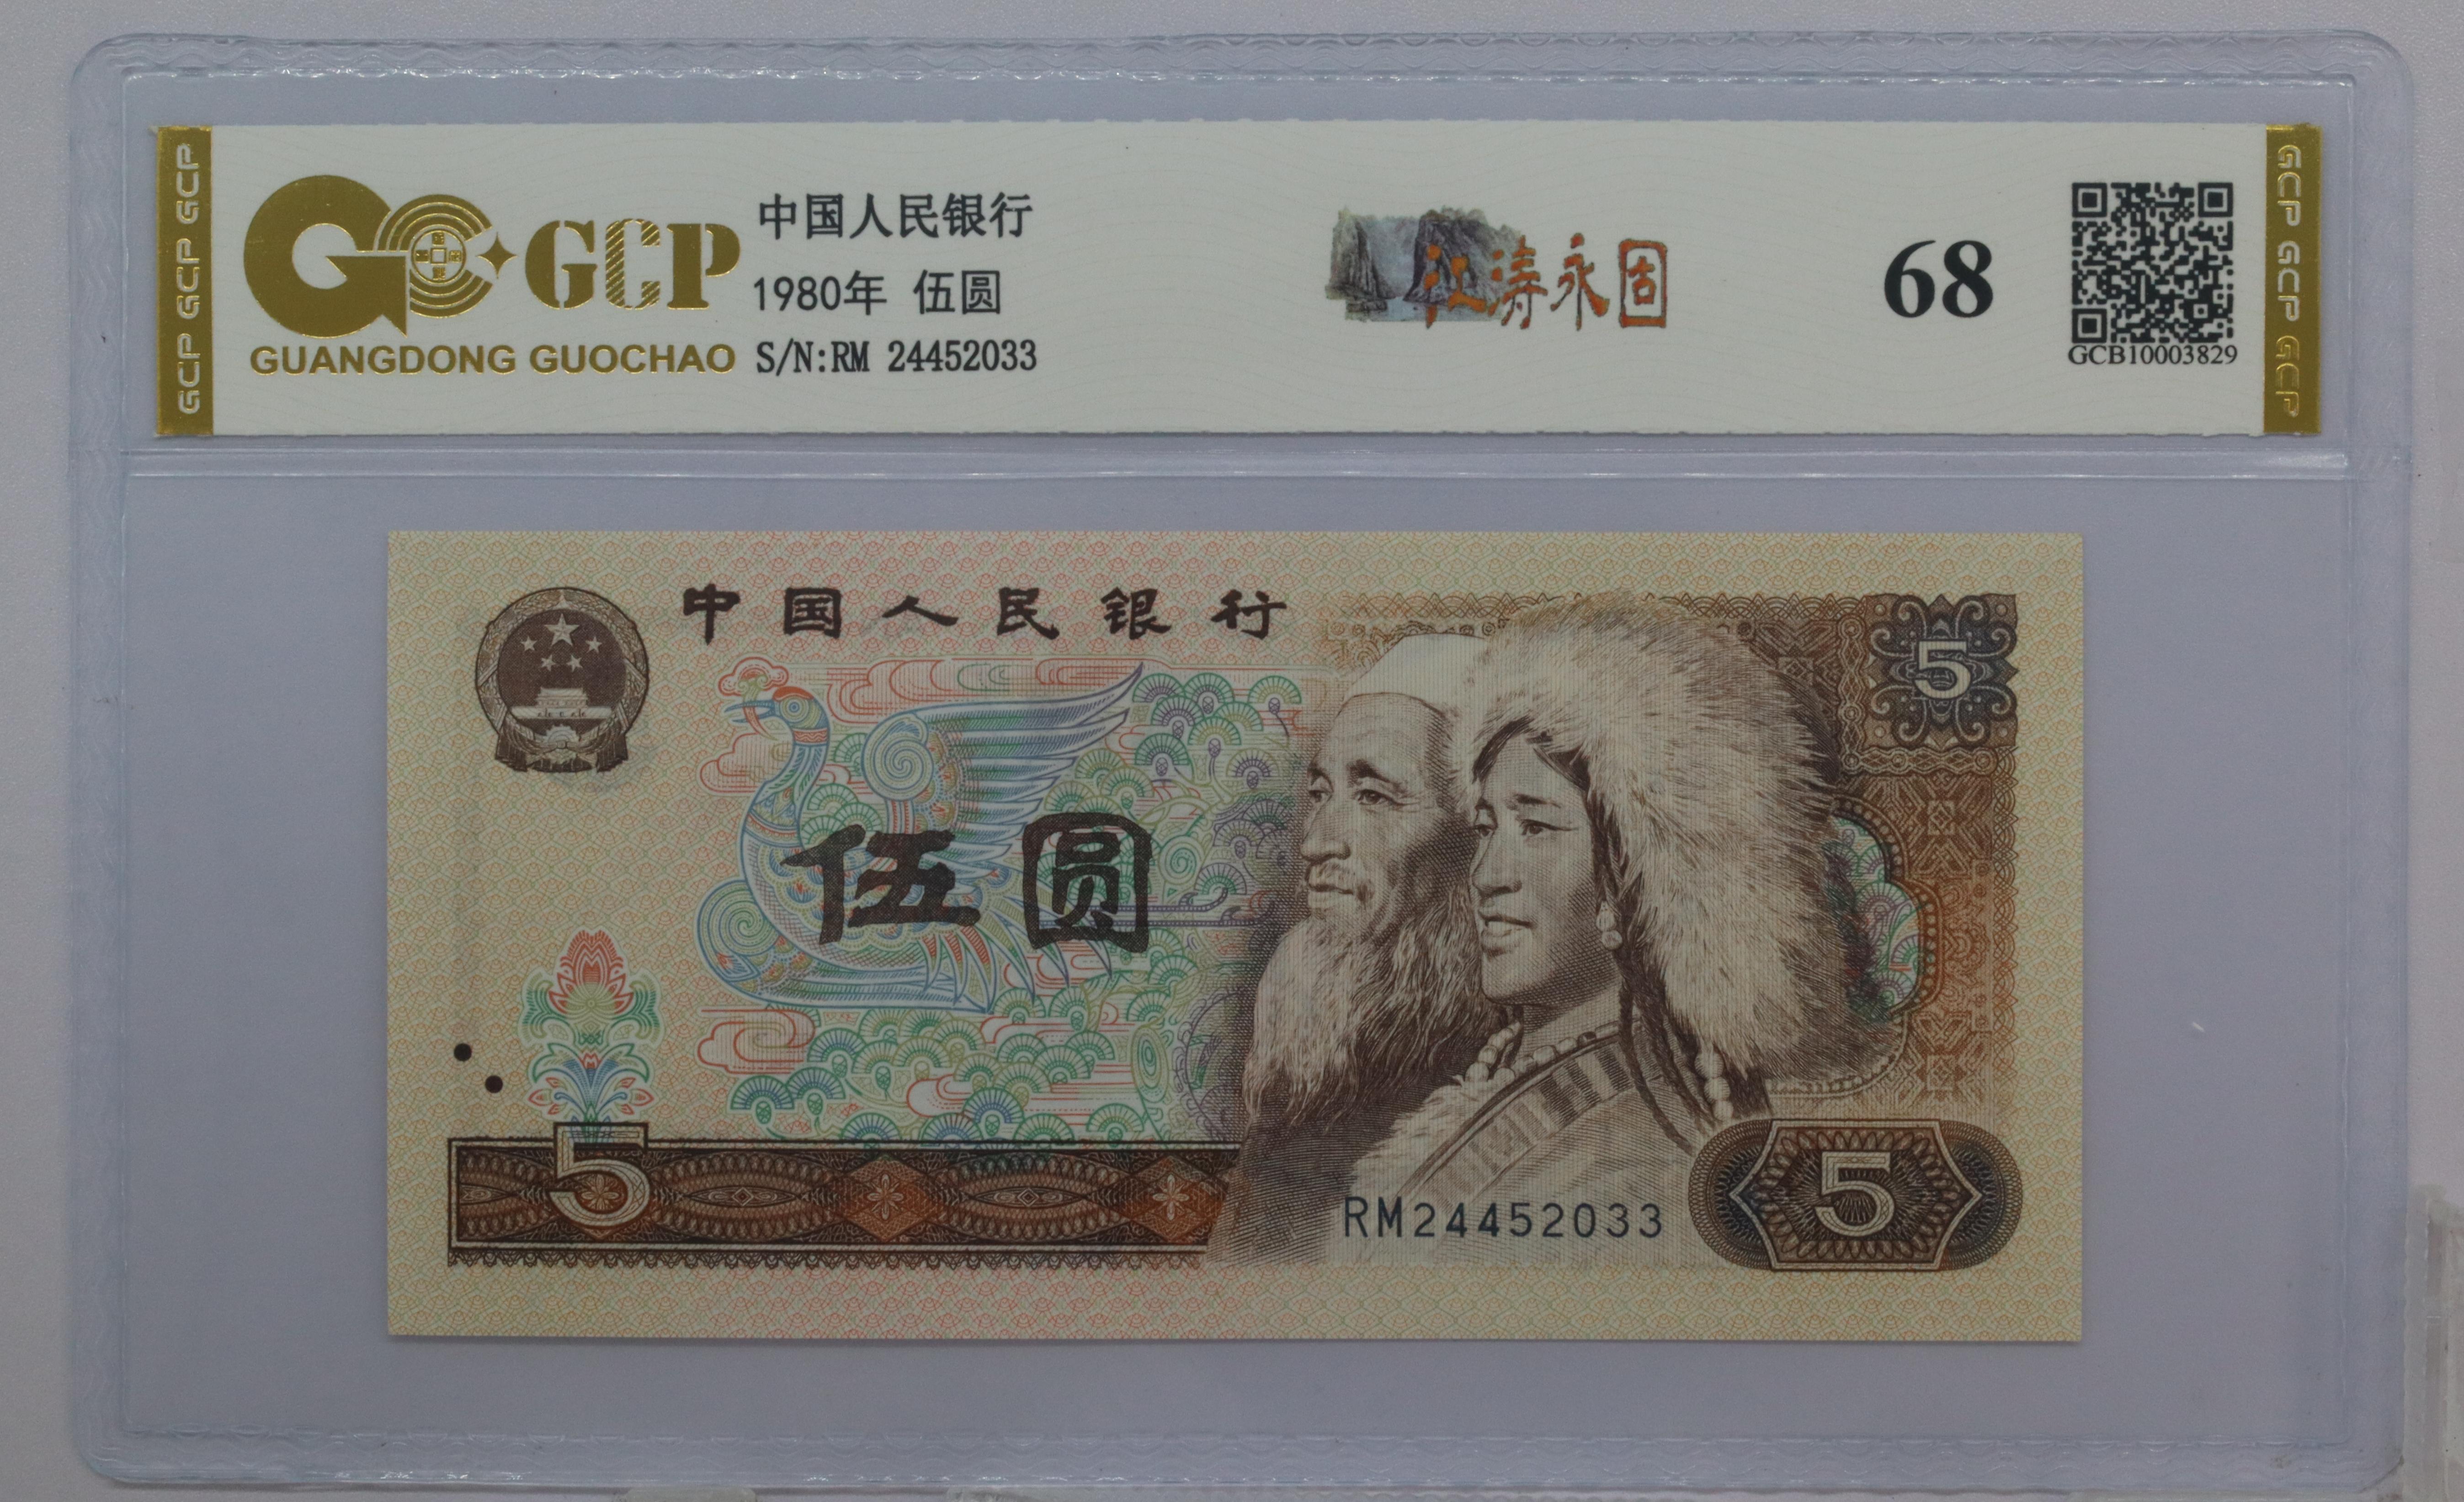 GCP GCP GCP
GCP
GUANGDONG GUOCHAO
中国人民银行
1980年 伍圆
S/N:RM 24452033
江涛永固
68
GCB10003829
GCP GCP GCP
中国人民银行
5
伍圆
5
RM24452033
5